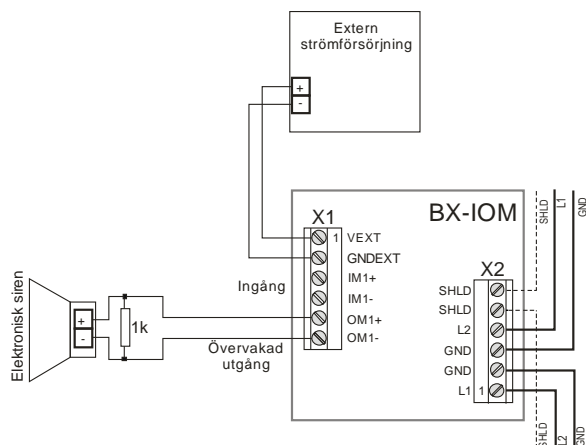 Extern
strömförsörjning
+
-
SHLD
L1
GND
BX-IOM
X1
1 VEXT
GNDEXT
Ingång
IM1+
IM1-
OM1+
OM1-
Övervakad
utgång
X2
SHLD
SHLD
L2
GND
GND
L1 1
Elektronisk siren
+
-
1k
SHLD
L2
GND